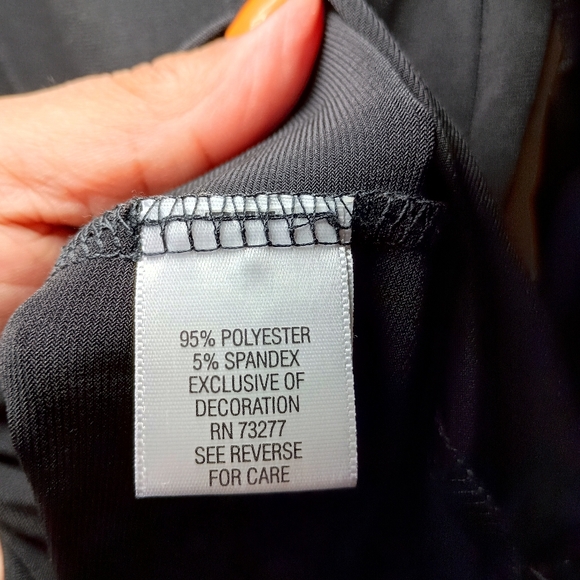 95% POLYESTER
5% SPANDEX
EXCLUSIVE OF
DECORATION
RN 73277
SEE REVERSE
FOR CARE